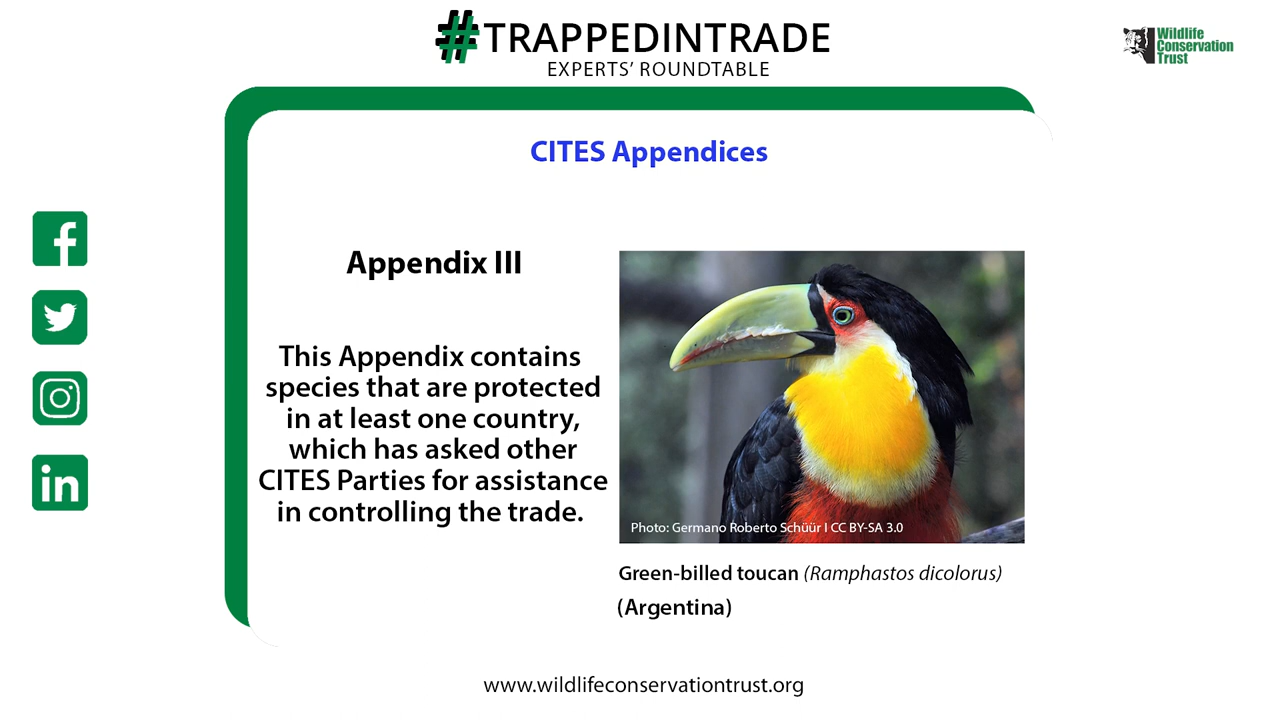 #TRAPPEDINTRADE
EXPERTS’ ROUNDTABLE
Wildlife
Conservation
Trust
CITES Appendices
Appendix III
This Appendix contains
species that are protected
in at least one country,
which has asked other
CITES Parties for assistance
in controlling the trade.
Photo: Germano Roberto Schüür I CC BY-SA 3.0
Green-billed toucan (Ramphastos dicolorus)
(Argentina)
www.wildlifeconservationtrust.org